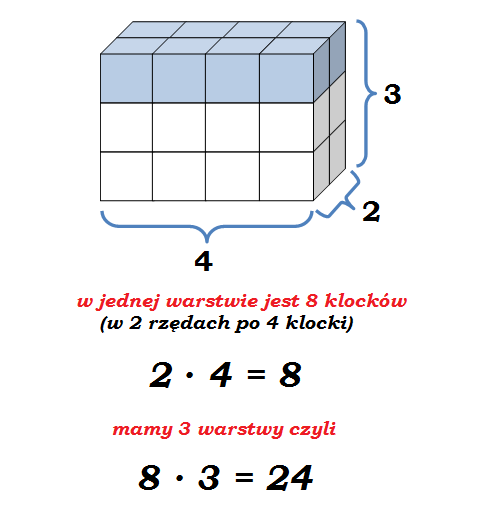 3
2
4
w jednej warstwie jest 8 klocków
(w 2 rzędach po 4 klocki)
2 · 4 = 8
mamy 3 warstwy czyli
8 · 3 = 24